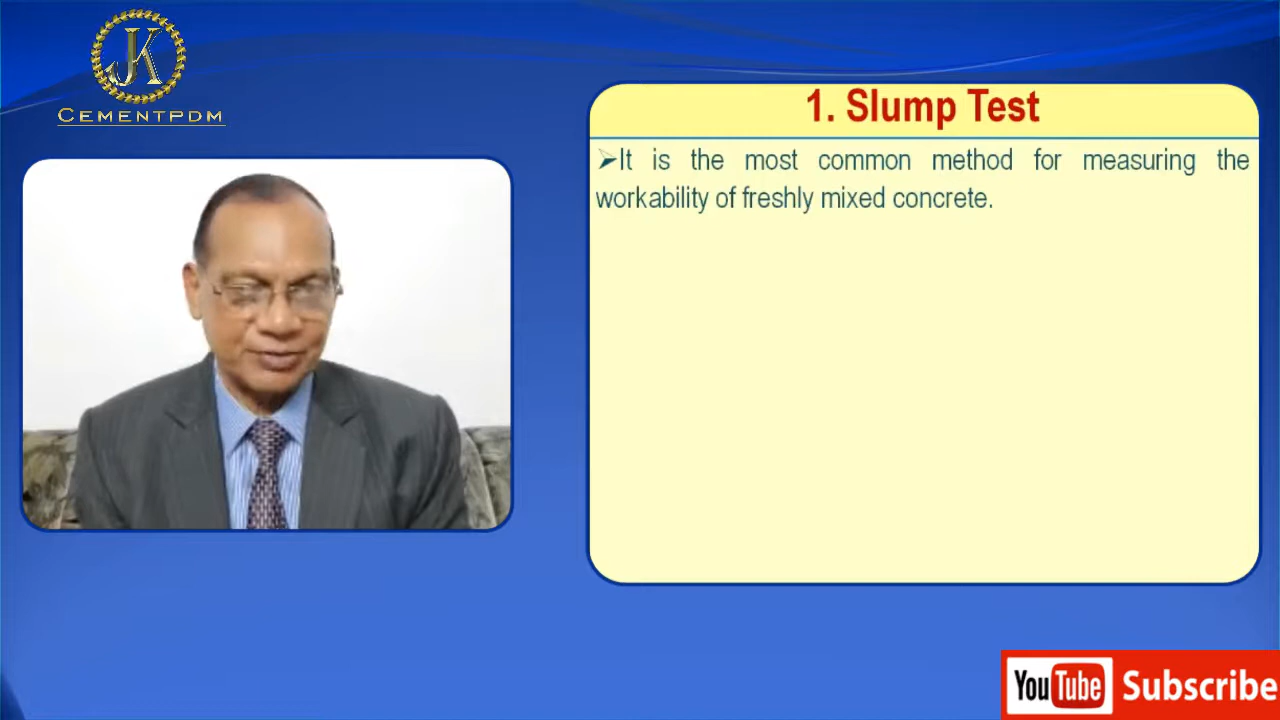 JK
CEMENTPDM
1. Slump Test
➢It is the most common method for measuring the
workability of freshly mixed concrete.
YouTube Subscribe